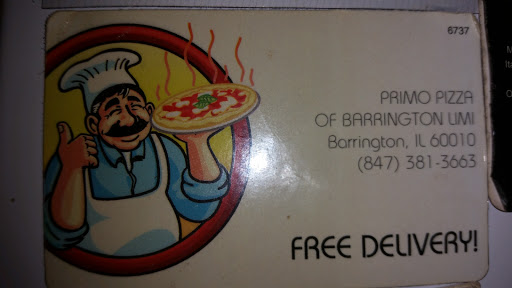 6737
PRIMO PIZZA
OF BARRINGTON LIMI
Barrington, IL 60010
(847) 381-3663
FREE DELIVERY!